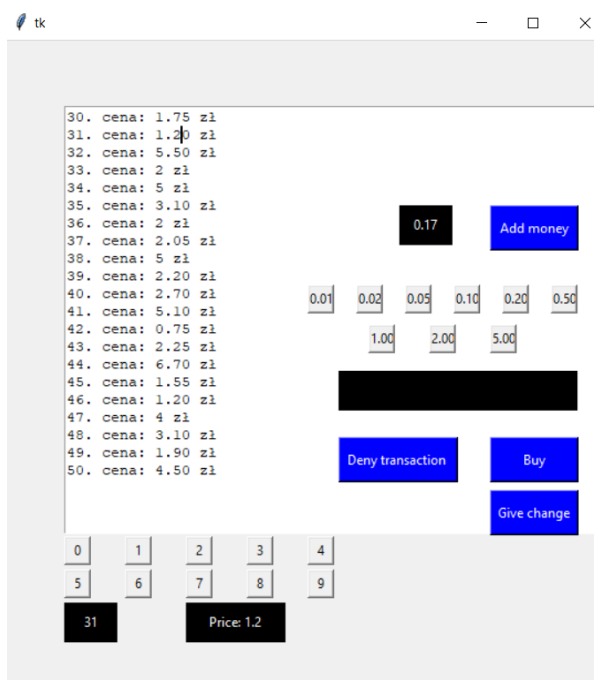 tk
30. cena: 1.75 zł
31. cena: 1.20 zł
32. cena: 5.50 zł
33. cena: 2 zł
34. cena: 5 zł
35. cena: 3.10 zł
36. cena: 2 zł
37. cena: 2.05 zł
38. cena: 5 zł
39. cena: 2.20 zł
40. cena: 2.70 zł
41. cena: 5.10 zł
42. cena: 0.75 zł
43. cena: 2.25 zł
44. cena: 6.70 zł
45. cena: 1.55 zł
46. cena: 1.20 zł
47. cena: 4 zł
48. cena: 3.10 zł
49. cena: 1.90 zł
50. cena: 4.50 zł
0.17 Add money
0.01 0.02 0.05 0.10 0.20 0.50
1.00 2.00 5.00
Deny transaction Buy
Give change
0 1 2 3 4
5 6 7 8 9
31 Price: 1.2